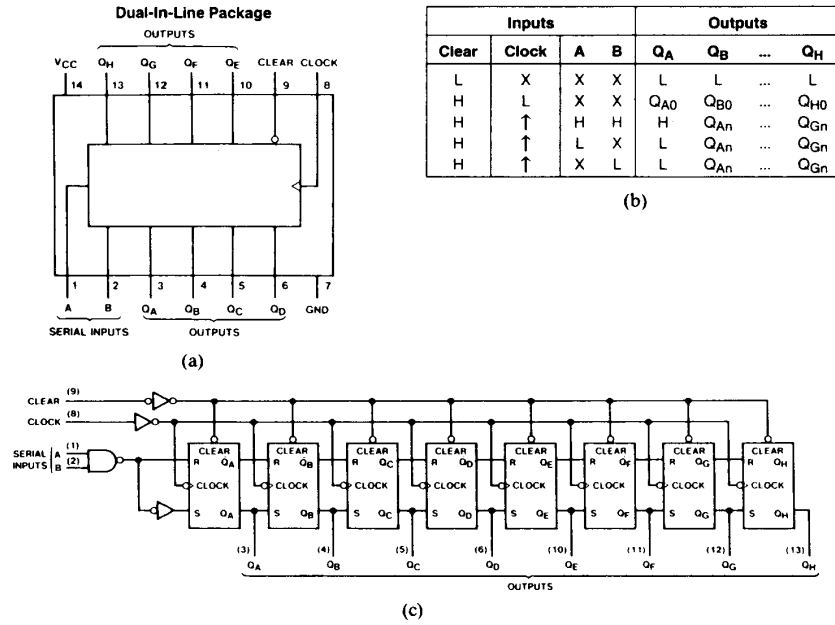 Dual-In-Line Package
OUTPUTS
VCC QH QG QF QE CLEAR CLOCK
14 13 12 11 10 9 8
1 2 3 4 5 6 7
A B QA QB QC QD GND
SERIAL INPUTS OUTPUTS
(a)
Inputs Outputs
Clear Clock A B QA QB ... QH
L X X X L L ... L
H L X X QA0 QB0 ... QH0
H ↑ H H H QAn ... QGn
H ↑ L X L QAn ... QGn
H ↑ X L L QAn ... QGn
(b)
CLEAR (9)
CLOCK (8)
SERIAL INPUTS A (1) B (2)
CLEAR CLEAR CLEAR CLEAR CLEAR CLEAR CLEAR CLEAR
R QA R QB R QC R QD R QE R QF R QG R QH
CLOCK CLOCK CLOCK CLOCK CLOCK CLOCK CLOCK CLOCK
S QA S QB S QC S QD S QE S QF S QG S QH
(3) (4) (5) (6) (10) (11) (12) (13)
QA QB QC QD QE QF QG QH
OUTPUTS
(c)